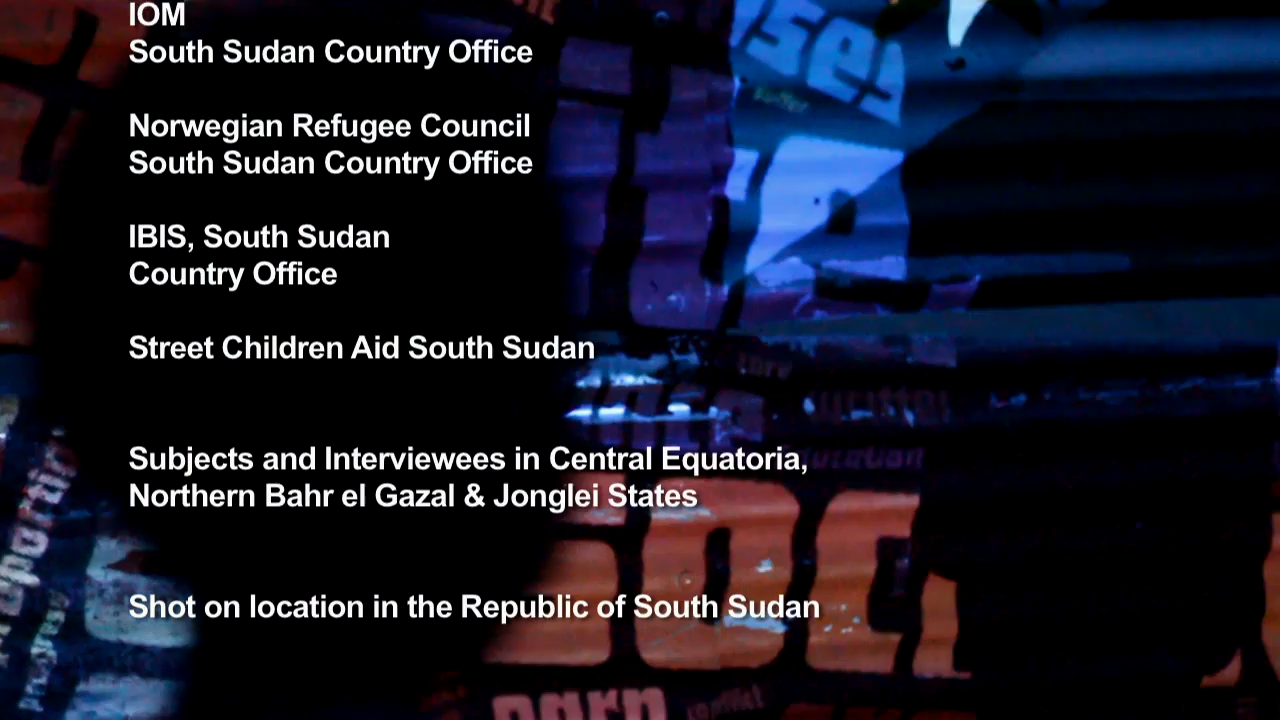 IOM
South Sudan Country Office
Norwegian Refugee Council
South Sudan Country Office
IBIS, South Sudan
Country Office
Street Children Aid South Sudan
Subjects and Interviewees in Central Equatoria,
Northern Bahr el Gazal & Jonglei States
Shot on location in the Republic of South Sudan